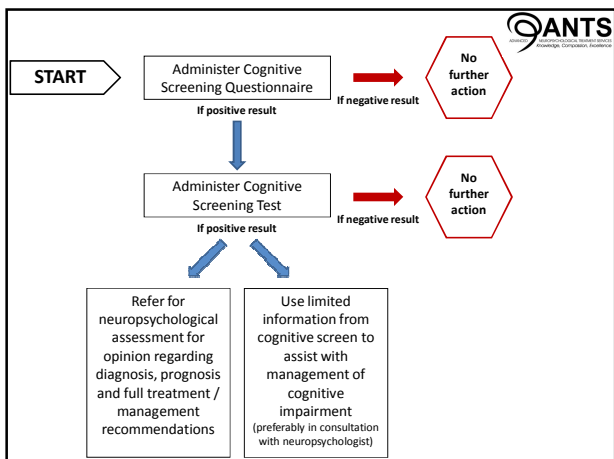 ANTS
ADVANCED NEUROPSYCHOLOGICAL TREATMENT SERVICES
Knowledge, Compassion, Excellence
START
Administer Cognitive
Screening Questionnaire
If positive result
If negative result
No
further
action
Administer Cognitive
Screening Test
If positive result
If negative result
No
further
action
Refer for
neuropsychological
assessment for
opinion regarding
diagnosis, prognosis
and full treatment /
management
recommendations
Use limited
information from
cognitive screen to
assist with
management of
cognitive
impairment
(preferably in consultation
with neuropsychologist)